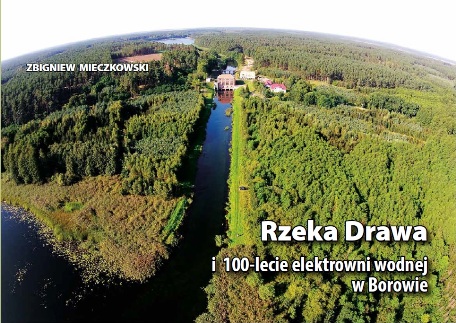 ZBIGNIEW MIECZKOWSKI
Rzeka Drawa
i 100-lecie elektrowni wodnej
w Borowie